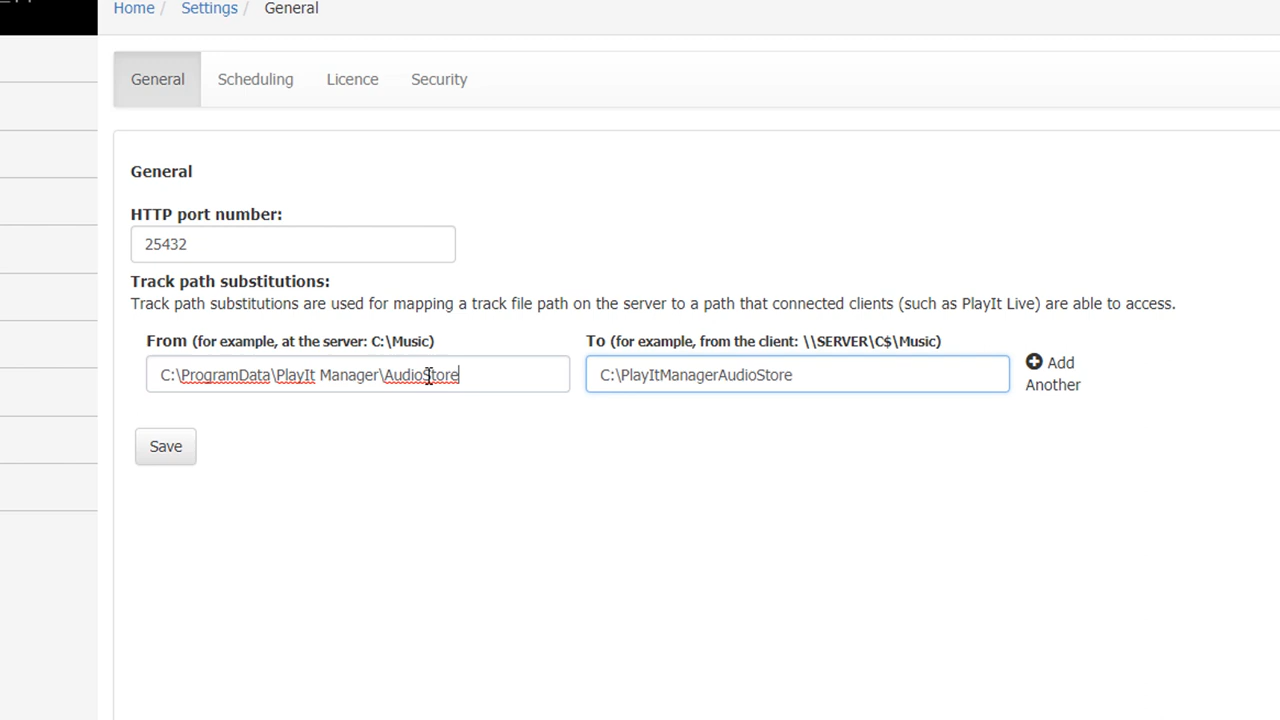 Home / Settings / General
General Scheduling Licence Security
General
HTTP port number:
25432
Track path substitutions:
Track path substitutions are used for mapping a track file path on the server to a path that connected clients (such as PlayIt Live) are able to access.
From (for example, at the server: C:\Music) To (for example, from the client: \\SERVER\C$\Music)
C:\ProgramData\PlayIt Manager\AudioStore C:\PlayItManagerAudioStore
Add
Another
Save